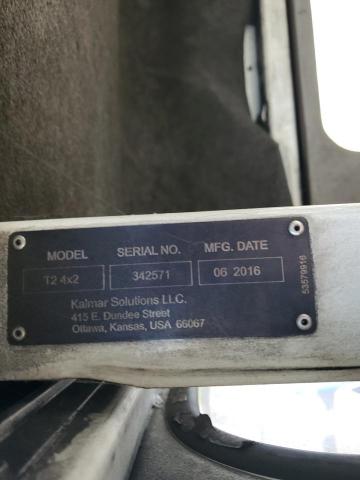 MODEL SERIAL NO. MFG. DATE
T2 4x2 342571 06 2016
Kalmar Solutions LLC.
415 E. Dundee Street
Ottawa, Kansas, USA 66067
53579916